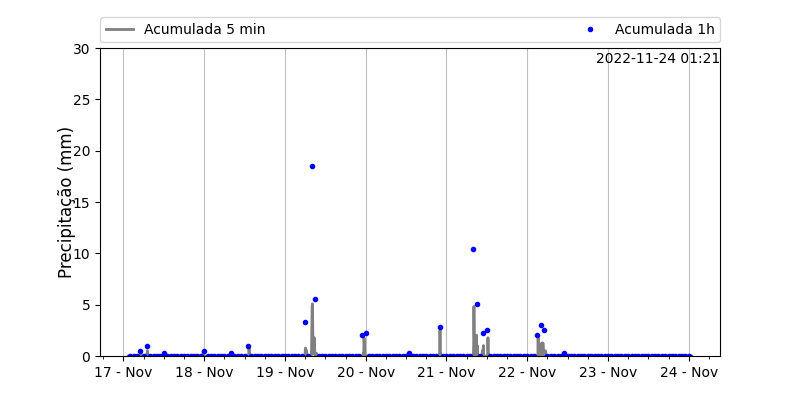 Acumulada 5 min
Acumulada 1h
2022-11-24 01:21
Precipitação (mm)
30
25
20
15
10
5
0
17 - Nov
18 - Nov
19 - Nov
20 - Nov
21 - Nov
22 - Nov
23 - Nov
24 - Nov